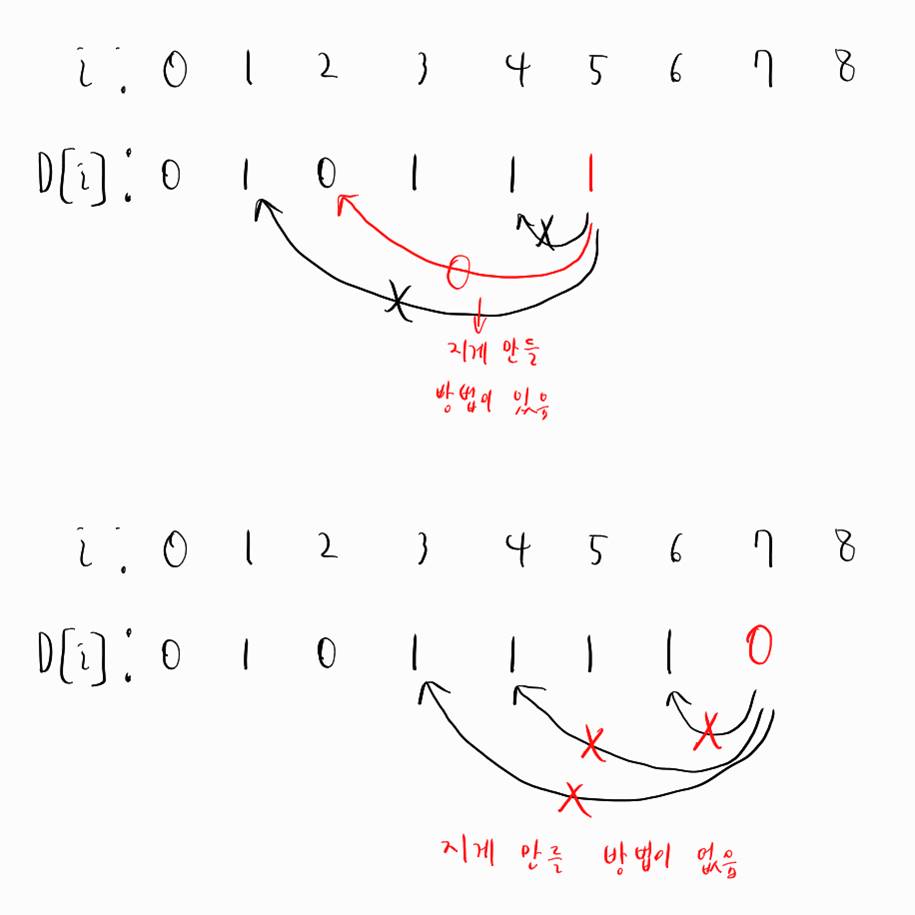 i : 0 1 2 3 4 5 6 7 8
D[i] : 0 1 0 1 1 1
X
O
X
지게 만들
방법이 있음
i : 0 1 2 3 4 5 6 7 8
D[i] : 0 1 0 1 1 1 1 0
X X
X
지게 만들 방법이 없음